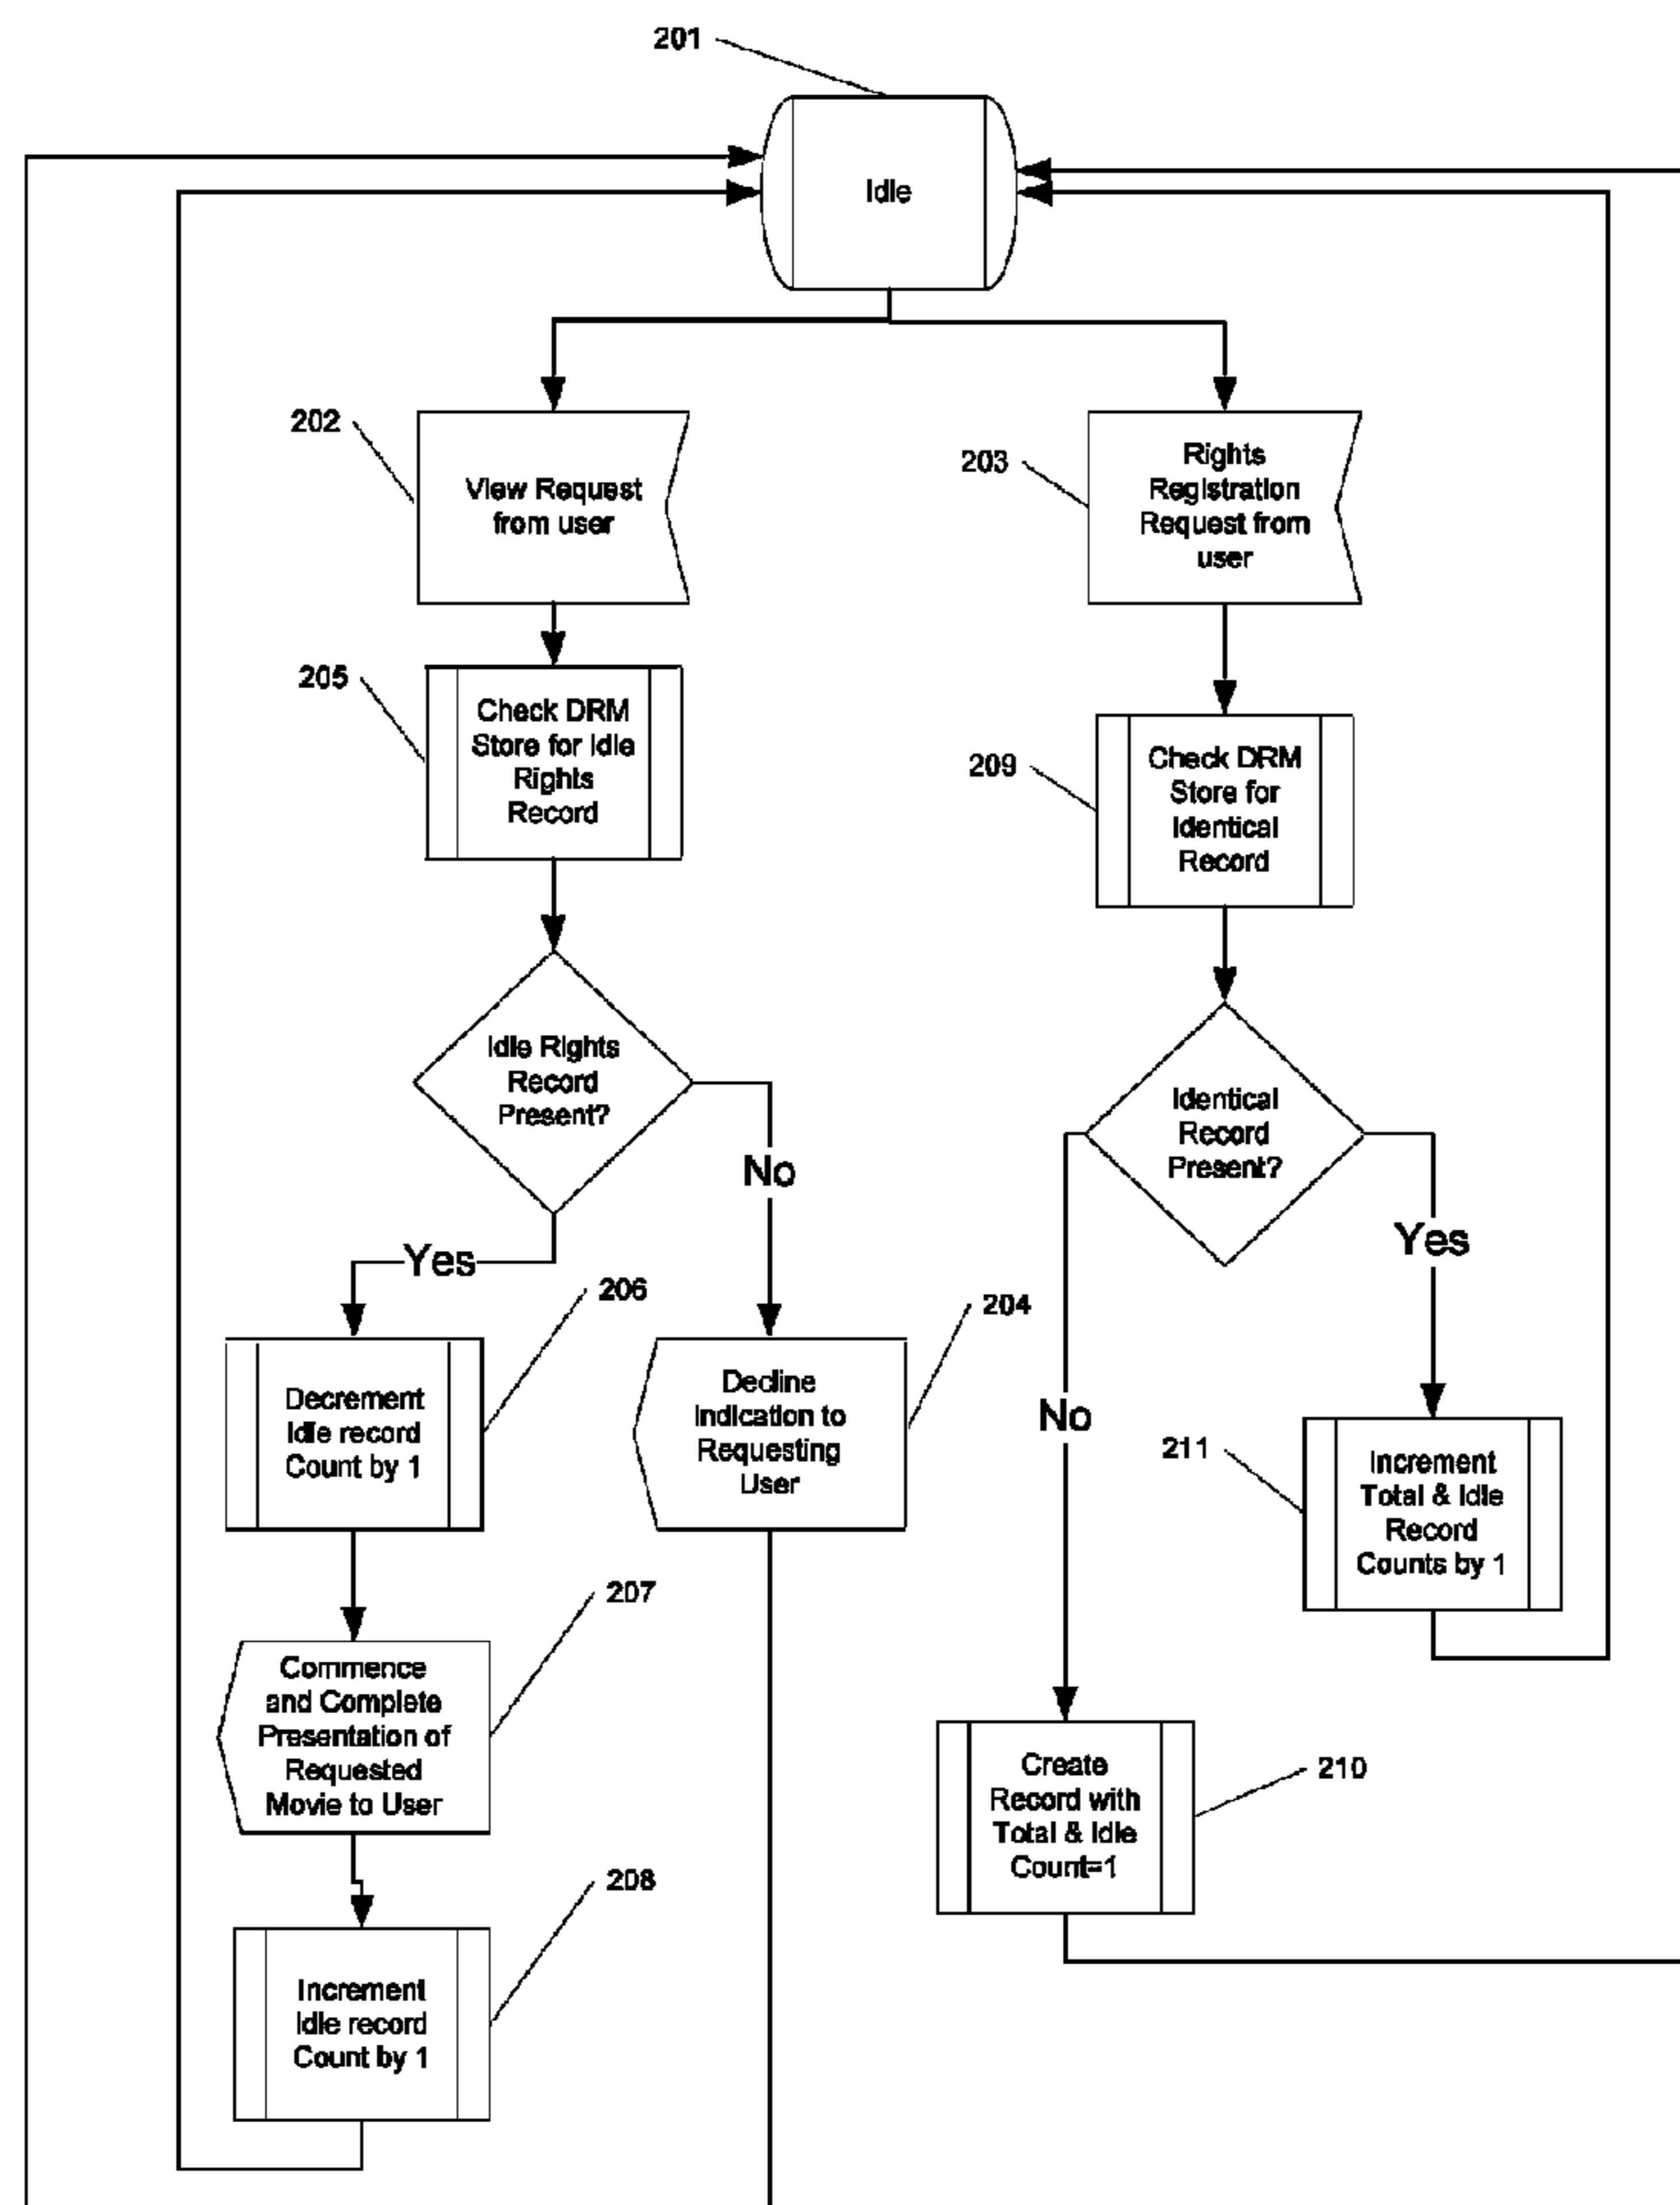 201
Idle
202
View Request
from user
203
Rights
Registration
Request from
user
205
Check DRM
Store for Idle
Rights
Record
209
Check DRM
Store for
Identical
Record
Idle Rights
Record
Present?
Identical
Record
Present?
No
Yes
Yes
206
204
Decrement
Idle record
Count by 1
Decline
Indication to
Requesting
User
No
211
Increment
Total & Idle
Record
Counts by 1
207
Commence
and Complete
Presentation of
Requested
Movie to User
Create
Record with
Total & Idle
Count=1
210
208
Increment
Idle record
Count by 1